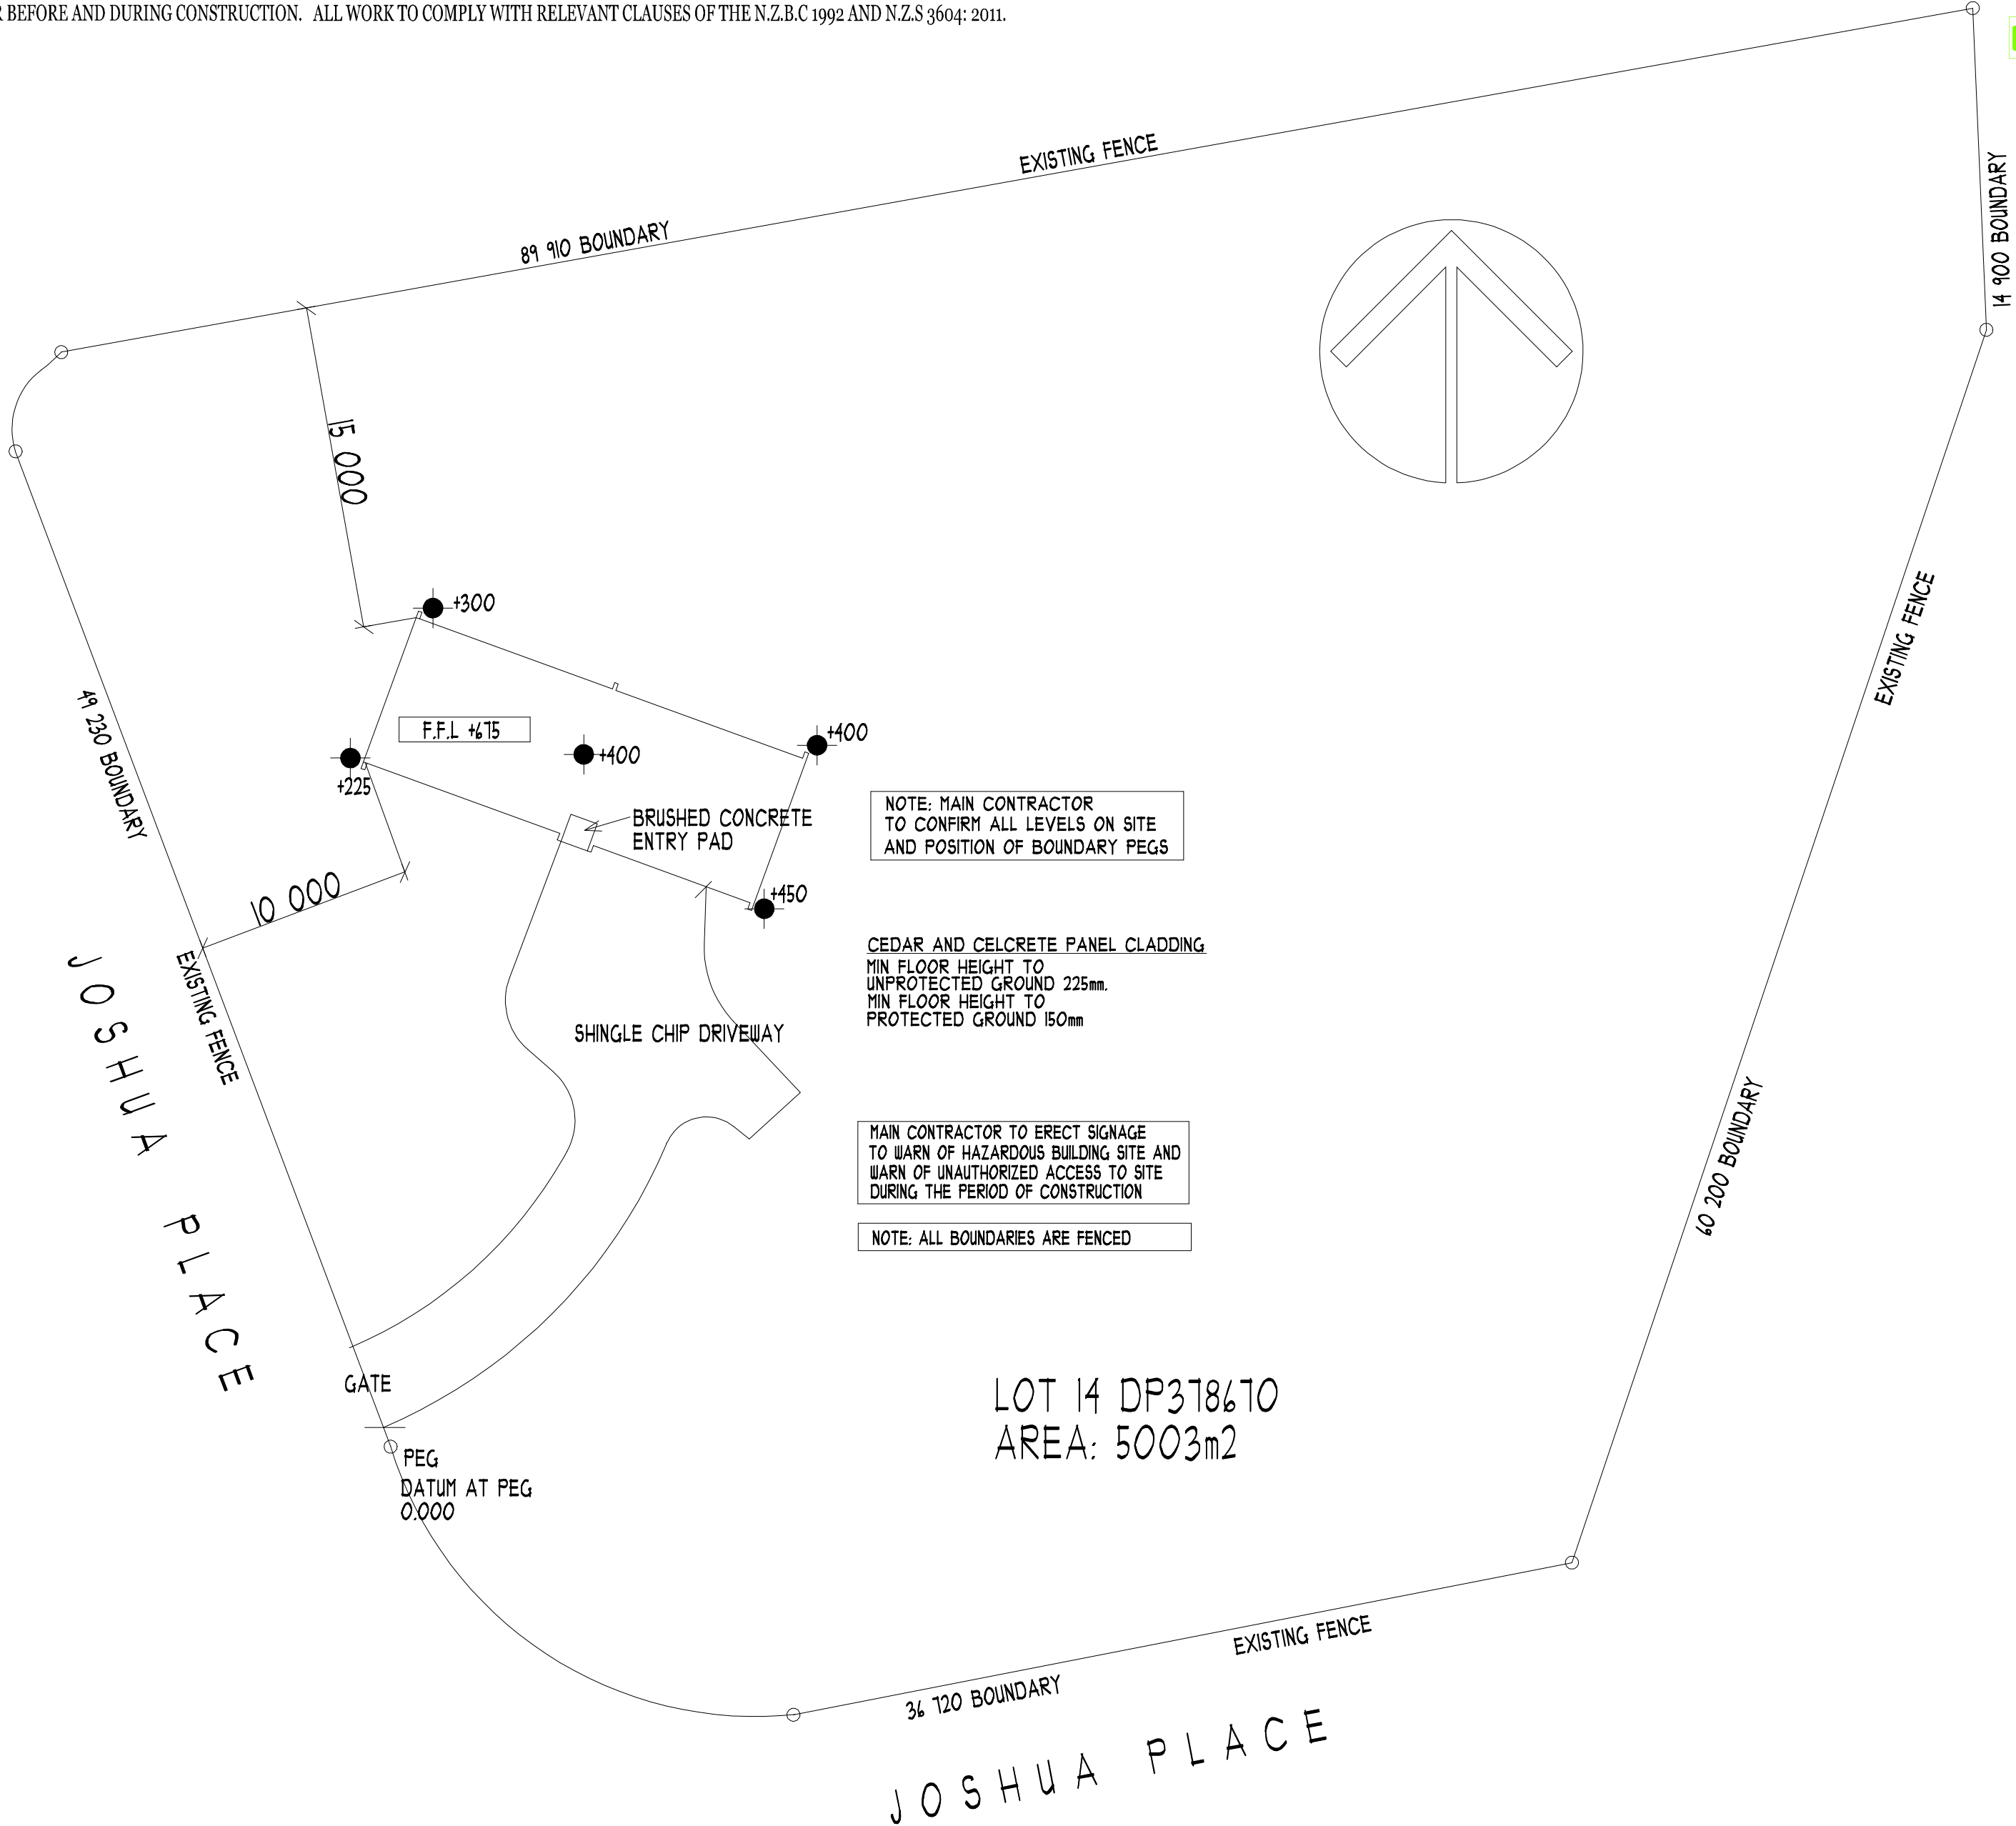 BEFORE AND DURING CONSTRUCTION. ALL WORK TO COMPLY WITH RELEVANT CLAUSES OF THE N.Z.B.C 1992 AND N.Z.S 3604: 2011.
EXISTING FENCE
89 910 BOUNDARY
14 900 BOUNDARY
15 000
+300
F.F.L +675
+400
+400
+225
49 230 BOUNDARY
BRUSHED CONCRETE
ENTRY PAD
NOTE: MAIN CONTRACTOR
TO CONFIRM ALL LEVELS ON SITE
AND POSITION OF BOUNDARY PEGS
EXISTING FENCE
10 000
+450
CEDAR AND CELCRETE PANEL CLADDING
MIN FLOOR HEIGHT TO
UNPROTECTED GROUND 225mm.
MIN FLOOR HEIGHT TO
PROTECTED GROUND 150mm
EXISTING FENCE
SHINGLE CHIP DRIVEWAY
JOSHUA PLACE
MAIN CONTRACTOR TO ERECT SIGNAGE
TO WARN OF HAZARDOUS BUILDING SITE AND
WARN OF UNAUTHORIZED ACCESS TO SITE
DURING THE PERIOD OF CONSTRUCTION
60 200 BOUNDARY
NOTE: ALL BOUNDARIES ARE FENCED
GATE
LOT 14 DP378670
AREA: 5003m2
PEG
DATUM AT PEG
0.000
EXISTING FENCE
36 720 BOUNDARY
JOSHUA PLACE